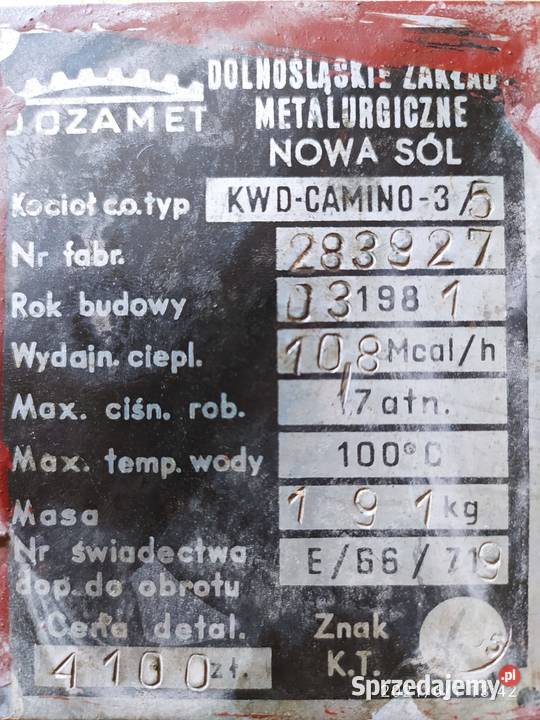 DOZAMET
DOLNOŚLĄSKIE ZAKŁADY
METALURGICZNE
NOWA SÓL
Kocioł c.o. typ KWD-CAMINO-3/5
Nr fabr. 283927
Rok budowy 03 1981
Wydajn. ciepl. 10,8 Mcal/h
Max. ciśn. rob. 1,7 atn.
Max. temp. wody 100°C
Masa 191 kg
Nr świadectwa E/66/719
dop. do obrotu
Cena detal. Znak
4100 zł. K.T.
Sprzedajemy.pl